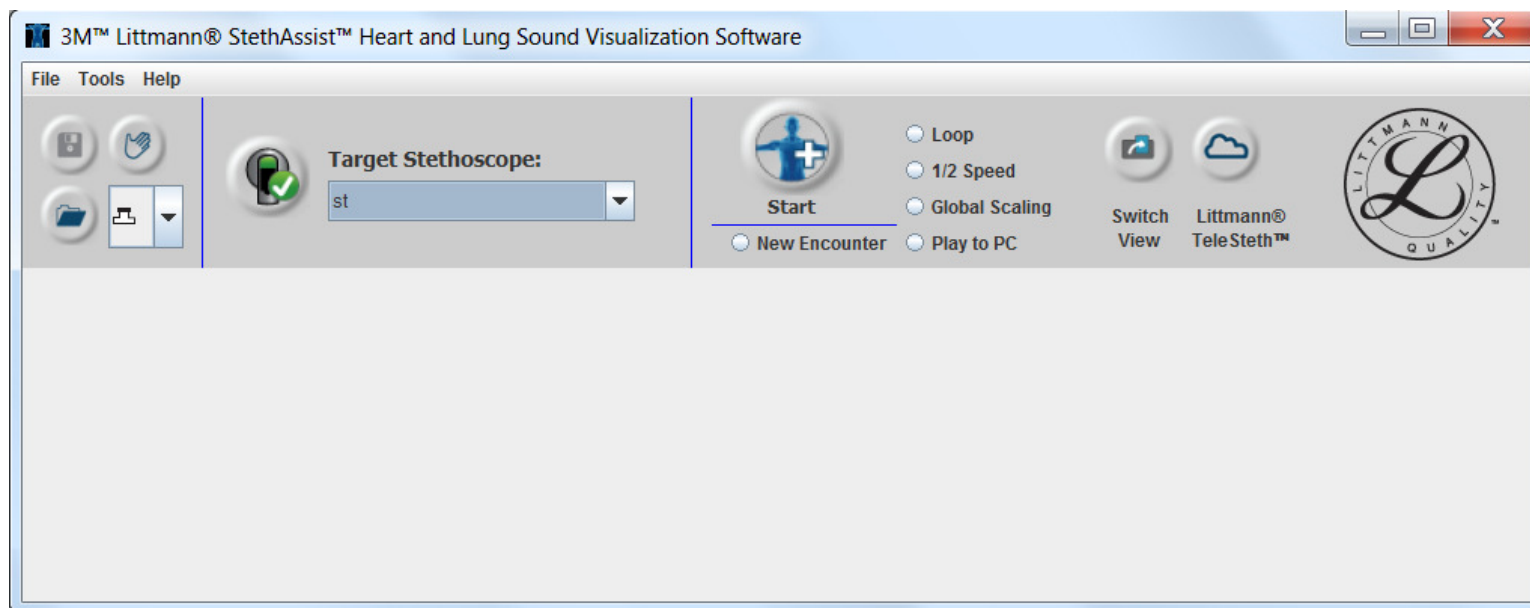 3M™ Littmann® StethAssist™ Heart and Lung Sound Visualization Software
File Tools Help
Target Stethoscope:
st
Start
New Encounter
Loop
1/2 Speed
Global Scaling
Play to PC
Switch
View
Littmann®
TeleSteth™
LITTMANN
L
QUALITY™